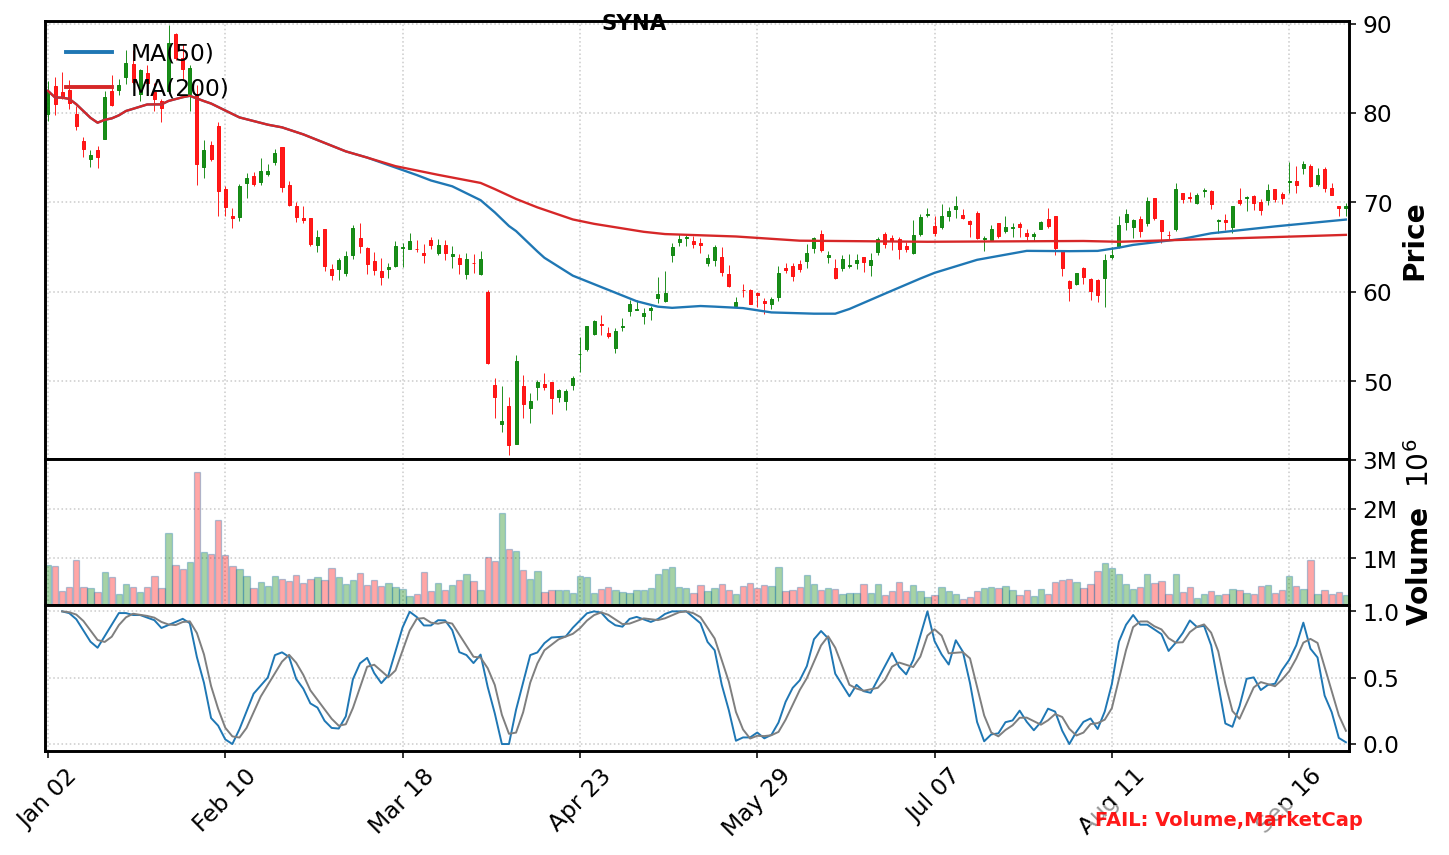 SYNA
MA(50)
MA(200)
90
80
70
60
50
Price
3M
2M
1M
Volume 10^6
1.0
0.5
0.0
Jan 02
Feb 10
Mar 18
Apr 23
May 29
Jul 07
Aug 11
Sep 16
FAIL: Volume,MarketCap